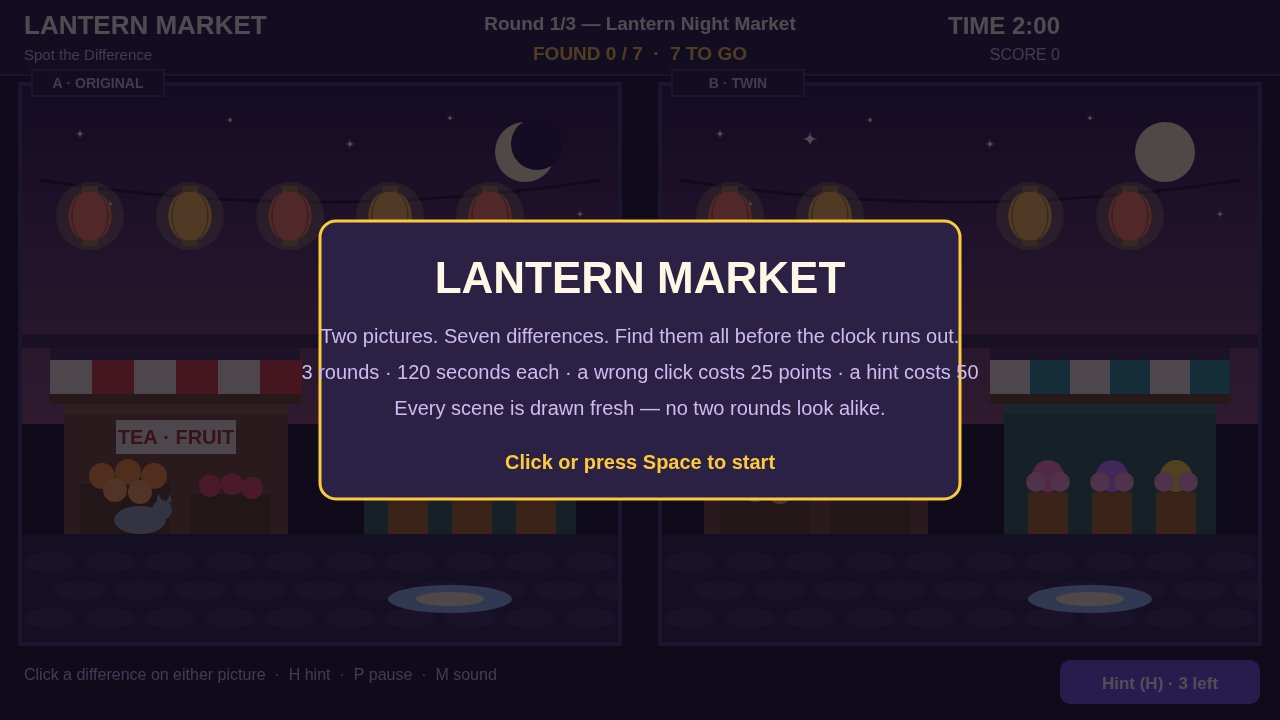 LANTERN MARKET
Spot the Difference
Round 1/3 — Lantern Night Market
FOUND 0 / 7 · 7 TO GO
TIME 2:00
SCORE 0
A · ORIGINAL
B · TWIN
LANTERN MARKET
Two pictures. Seven differences. Find them all before the clock runs out.
3 rounds · 120 seconds each · a wrong click costs 25 points · a hint costs 50
Every scene is drawn fresh — no two rounds look alike.
Click or press Space to start
TEA · FRUIT
Click a difference on either picture · H hint · P pause · M sound
Hint (H) · 3 left